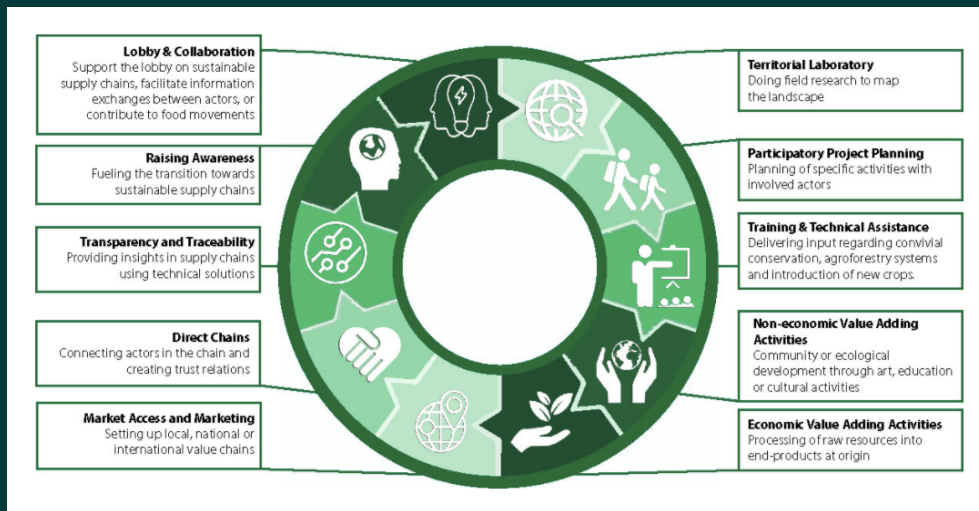 Lobby & Collaboration
Support the lobby on sustainable
supply chains, facilitate information
exchanges between actors, or
contribute to food movements
Raising Awareness
Fueling the transition towards
sustainable supply chains
Transparency and Traceability
Providing insights in supply chains
using technical solutions
Direct Chains
Connecting actors in the chain and
creating trust relations
Market Access and Marketing
Setting up local, national or
international value chains
Territorial Laboratory
Doing field research to map
the landscape
Participatory Project Planning
Planning of specific activities with
involved actors
Training & Technical Assistance
Delivering input regarding convivial
conservation, agroforestry systems
and introduction of new crops.
Non-economic Value Adding
Activities
Community or ecological
development through art, education
or cultural activities
Economic Value Adding Activities
Processing of raw resources into
end-products at origin